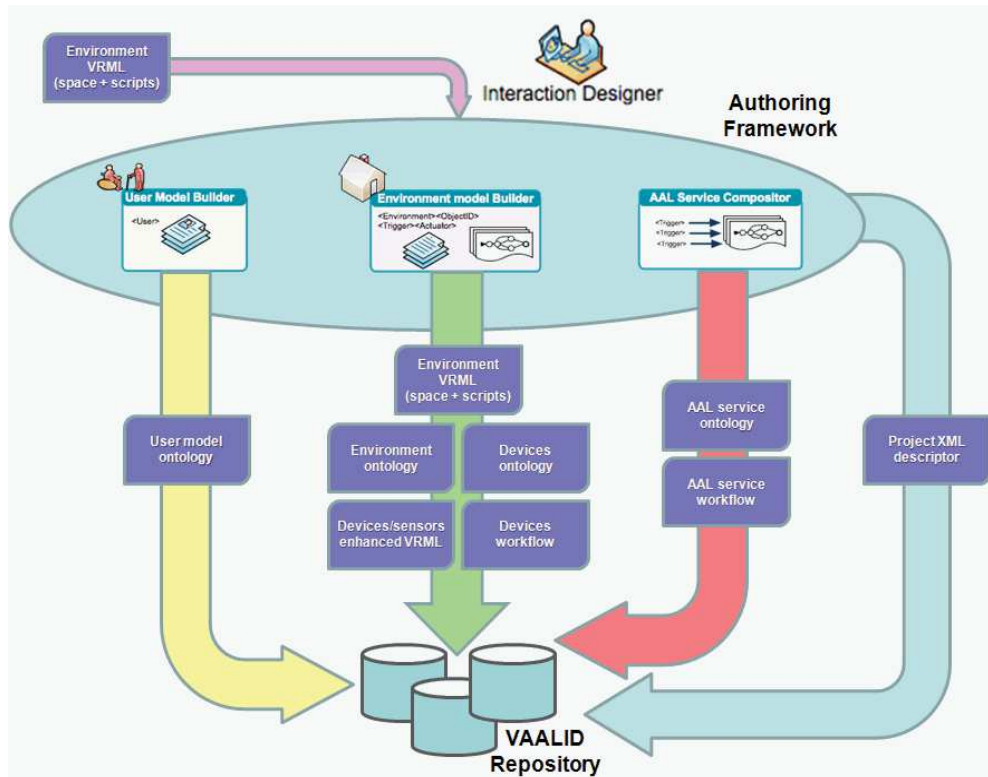 Environment
VRML
(space + scripts)
Interaction Designer
Authoring
Framework
User Model Builder
<User>
Environment model Builder
<Environment><ObjectID>
<Trigger><Actuator>
AAL Service Compositor
<Trigger>
<Trigger>
<Trigger>
Environment
VRML
(space + scripts)
User model
ontology
Environment
ontology
Devices
ontology
AAL service
ontology
Project XML
descriptor
Devices/sensors
enhanced VRML
Devices
workflow
AAL service
workflow
VAALID
Repository